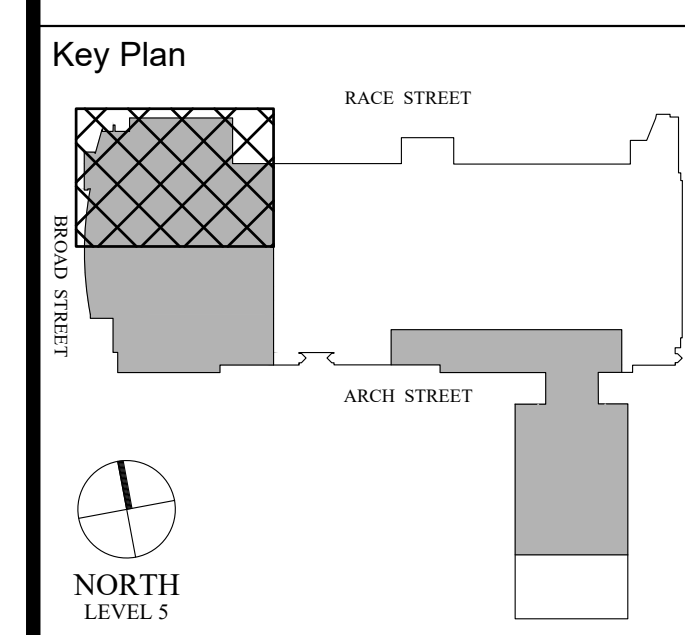 Key Plan
RACE STREET
BROAD STREET
ARCH STREET
NORTH
LEVEL 5